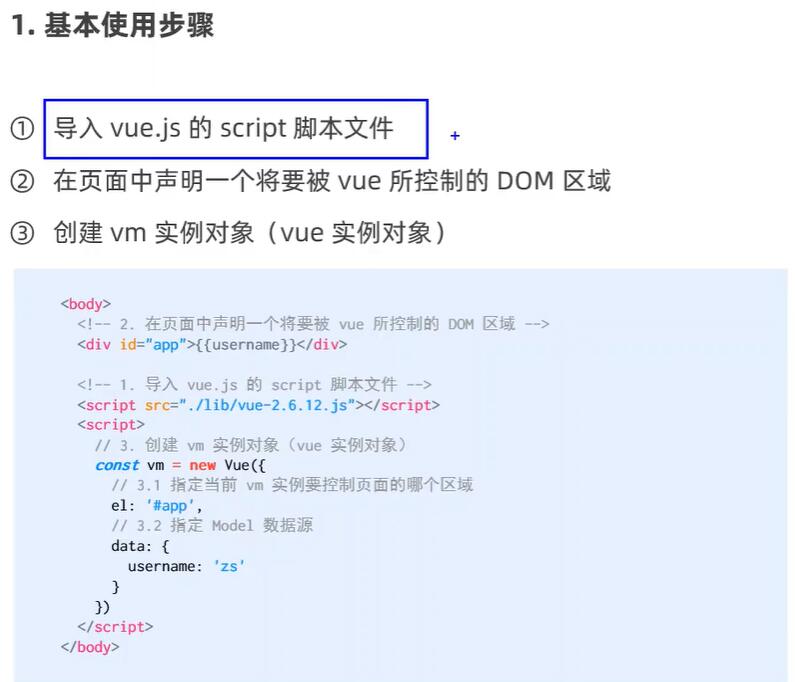 1. 基本使用步骤
① 导入 vue.js 的 script 脚本文件
② 在页面中声明一个将要被 vue 所控制的 DOM 区域
③ 创建 vm 实例对象（vue 实例对象）
<body>
  <!-- 2. 在页面中声明一个将要被 vue 所控制的 DOM 区域 -->
  <div id="app">{{username}}</div>
  <!-- 1. 导入 vue.js 的 script 脚本文件 -->
  <script src="./lib/vue-2.6.12.js"></script>
  <script>
    // 3. 创建 vm 实例对象（vue 实例对象）
    const vm = new Vue({
      // 3.1 指定当前 vm 实例要控制页面的哪个区域
      el: '#app',
      // 3.2 指定 Model 数据源
      data: {
        username: 'zs'
      }
    })
  </script>
</body>